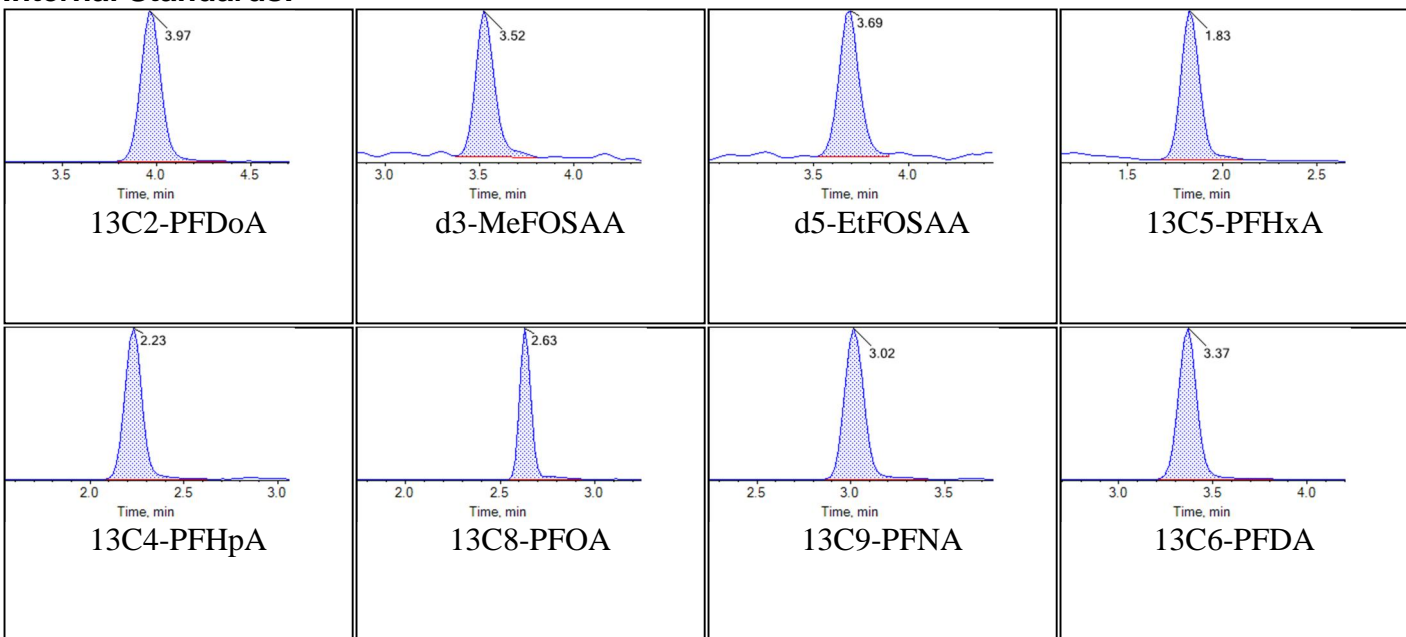 Internal Standards:
3.97
3.5 4.0 4.5
Time, min
13C2-PFDoA
3.52
3.0 3.5 4.0
Time, min
d3-MeFOSAA
3.69
3.5 4.0
Time, min
d5-EtFOSAA
1.83
1.5 2.0 2.5
Time, min
13C5-PFHxA
2.23
2.0 2.5 3.0
Time, min
13C4-PFHpA
2.63
2.0 2.5 3.0
Time, min
13C8-PFOA
3.02
2.5 3.0 3.5
Time, min
13C9-PFNA
3.37
3.0 3.5 4.0
Time, min
13C6-PFDA